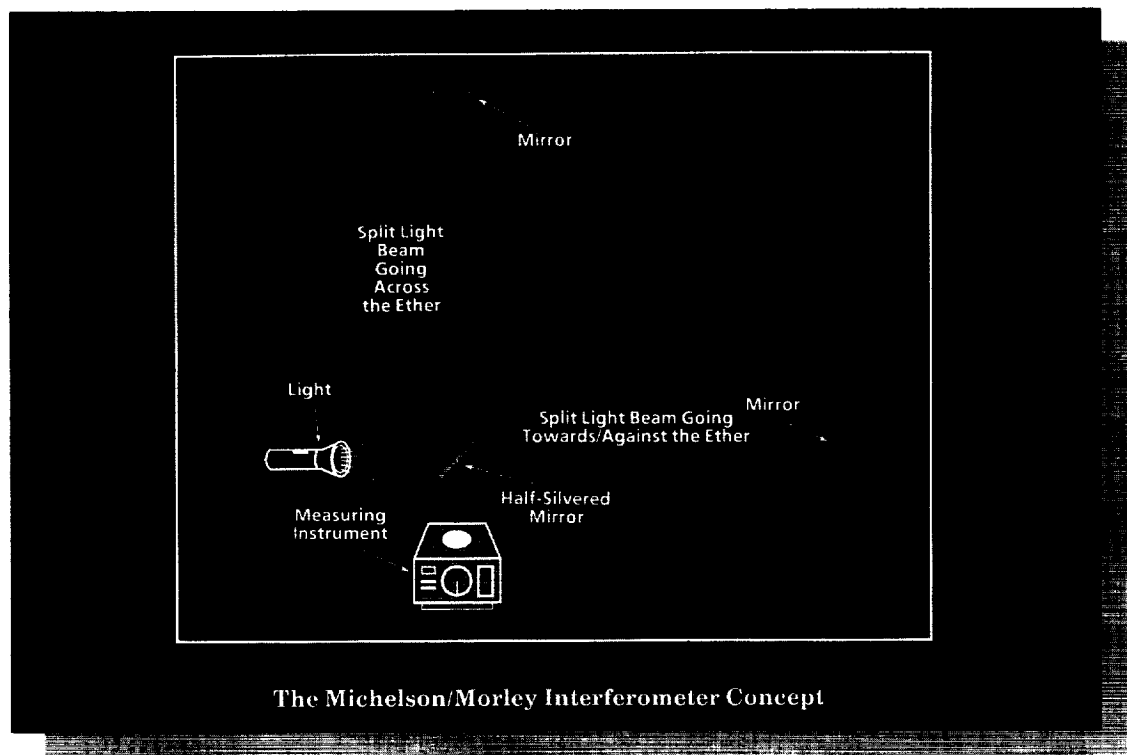 Mirror
Split Light
Beam
Going
Across
the Ether
Light
Mirror
Split Light Beam Going
Towards/Against the Ether
Half-Silvered
Mirror
Measuring
Instrument
The Michelson/Morley Interferometer Concept